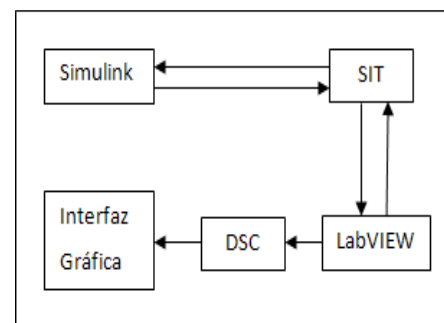 Simulink
SIT
Interfaz
Gráfica
DSC
LabVIEW